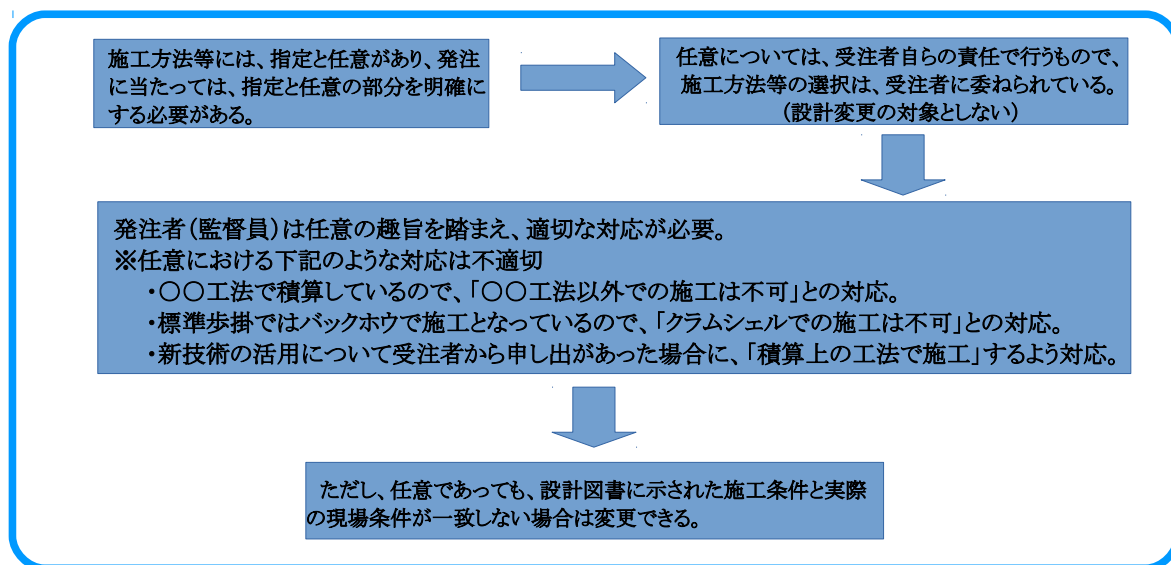 施工方法等には、指定と任意があり、発注
に当たっては、指定と任意の部分を明確に
する必要がある。
任意については、受注者自らの責任で行うもので、
施工方法等の選択は、受注者に委ねられている。
（設計変更の対象としない）
発注者（監督員）は任意の趣旨を踏まえ、適切な対応が必要。
※任意における下記のような対応は不適切
・〇〇工法で積算しているので、「〇〇工法以外での施工は不可」との対応。
・標準歩掛ではバックホウで施工となっているので、「クラムシェルでの施工は不可」との対応。
・新技術の活用について受注者から申し出があった場合に、「積算上の工法で施工」するよう対応。
ただし、任意であっても、設計図書に示された施工条件と実際
の現場条件が一致しない場合は変更できる。